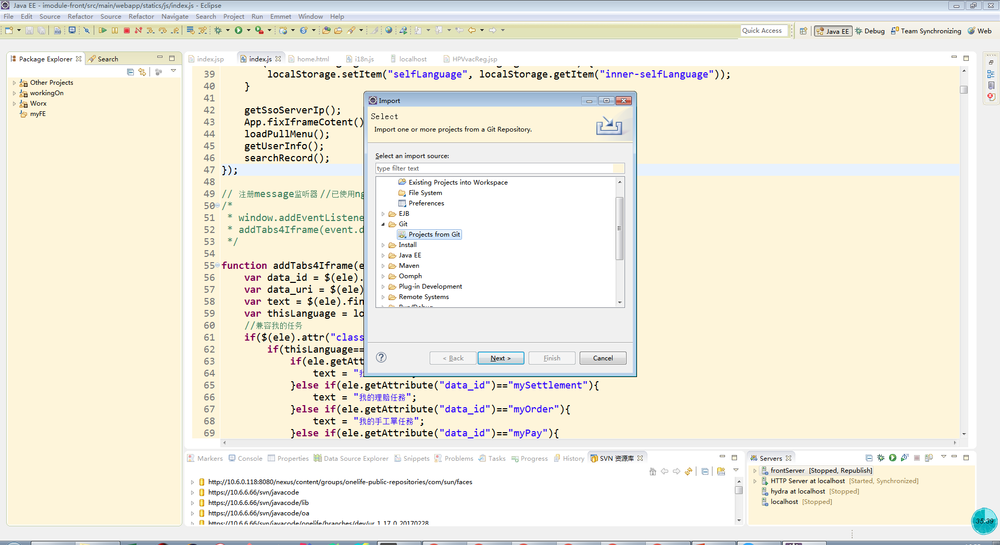 Java EE - imodule-front/src/main/webapp/statics/js/index.js - Eclipse
File Edit Source Refactor Source Refactor Navigate Search Project Run Emmet Window Help
Quick Access
Java EE
Debug
Team Synchronizing
Web
Package Explorer
Search
Other Projects
workingOn
Worx
myFE
index.jsp
index.js
home.html
i18n.js
localhost
HPVvacReg.jsp
39 localStorage.setItem("selfLanguage", localStorage.getItem("inner-selfLanguage"));
40 }
41
42 getSsoServerIp();
43 App.fixIframeCotent()
44 loadPullMenu();
45 getUserInfo();
46 searchRecord();
47 });
48
49 // 注册message监听器 //已使用ng
50 /*
51 * window.addEventListene
52 * addTabs4Iframe(event.d
53 */
54
55 function addTabs4Iframe(e
56 var data_id = $(ele).
57 var data_uri = $(ele)
58 var text = $(ele).fin
59 var thisLanguage = lo
60 //兼容我的任务
61 if($(ele).attr("class
62 if(thisLanguage==
63 if(ele.getAtt
64 text = "我
65 }else if(ele.getAttribute("data_id")=="mySettlement"){
66 text = "我的理賠任務";
67 }else if(ele.getAttribute("data_id")=="myOrder"){
68 text = "我的手工單任務";
69 }else if(ele.getAttribute("data_id")=="myPay"){
Import
Select
Import one or more projects from a Git Repository.
Select an import source:
type filter text
Existing Projects into Workspace
File System
Preferences
EJB
Git
Projects from Git
Install
Java EE
Maven
Oomph
Plug-in Development
Remote Systems
Run/Debug
< Back
Next >
Finish
Cancel
Markers
Console
Properties
Data Source Explorer
Snippets
Problems
Tasks
Progress
History
SVN 资源库
http://10.6.0.118:8080/nexus/content/groups/onelife-public-repositories/com/sun/faces
https://10.6.6.66/svn/javacode
https://10.6.6.66/svn/javacode/lib
https://10.6.6.66/svn/javacode/oa
https://10.6.6.66/svn/javacode/onelife/branches/dev/ur_1_17_0_20170228
Servers
frontServer [Stopped, Republish]
HTTP Server at localhost [Started, Synchronized]
hydra at localhost [Stopped]
localhost [Stopped]
35:39